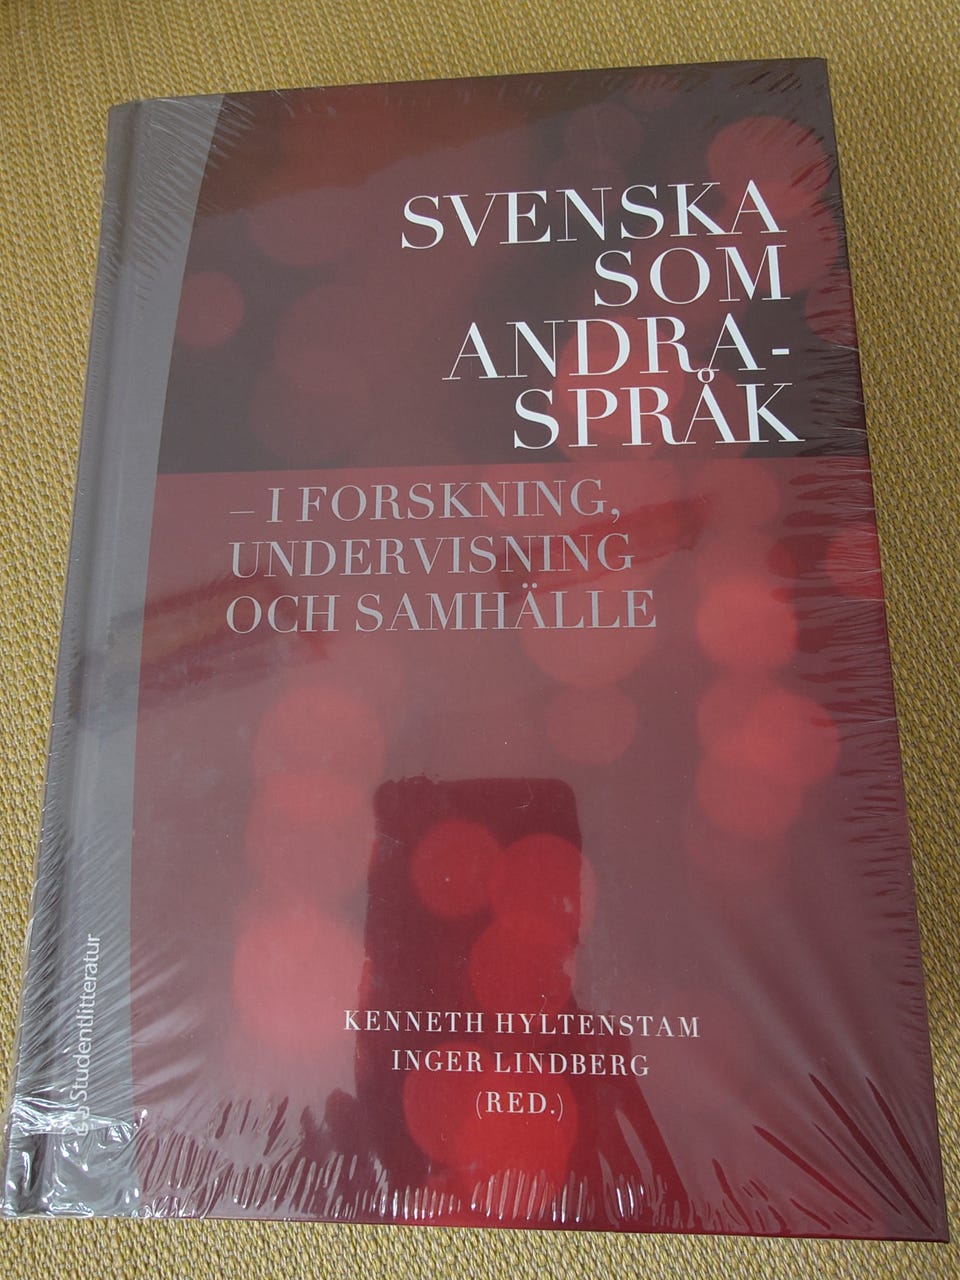 SVENSKA
SOM
ANDRA-
SPRÅK
– I FORSKNING,
UNDERVISNING
OCH SAMHÄLLE
KENNETH HYLTENSTAM
INGER LINDBERG
(RED.)
Studentlitteratur